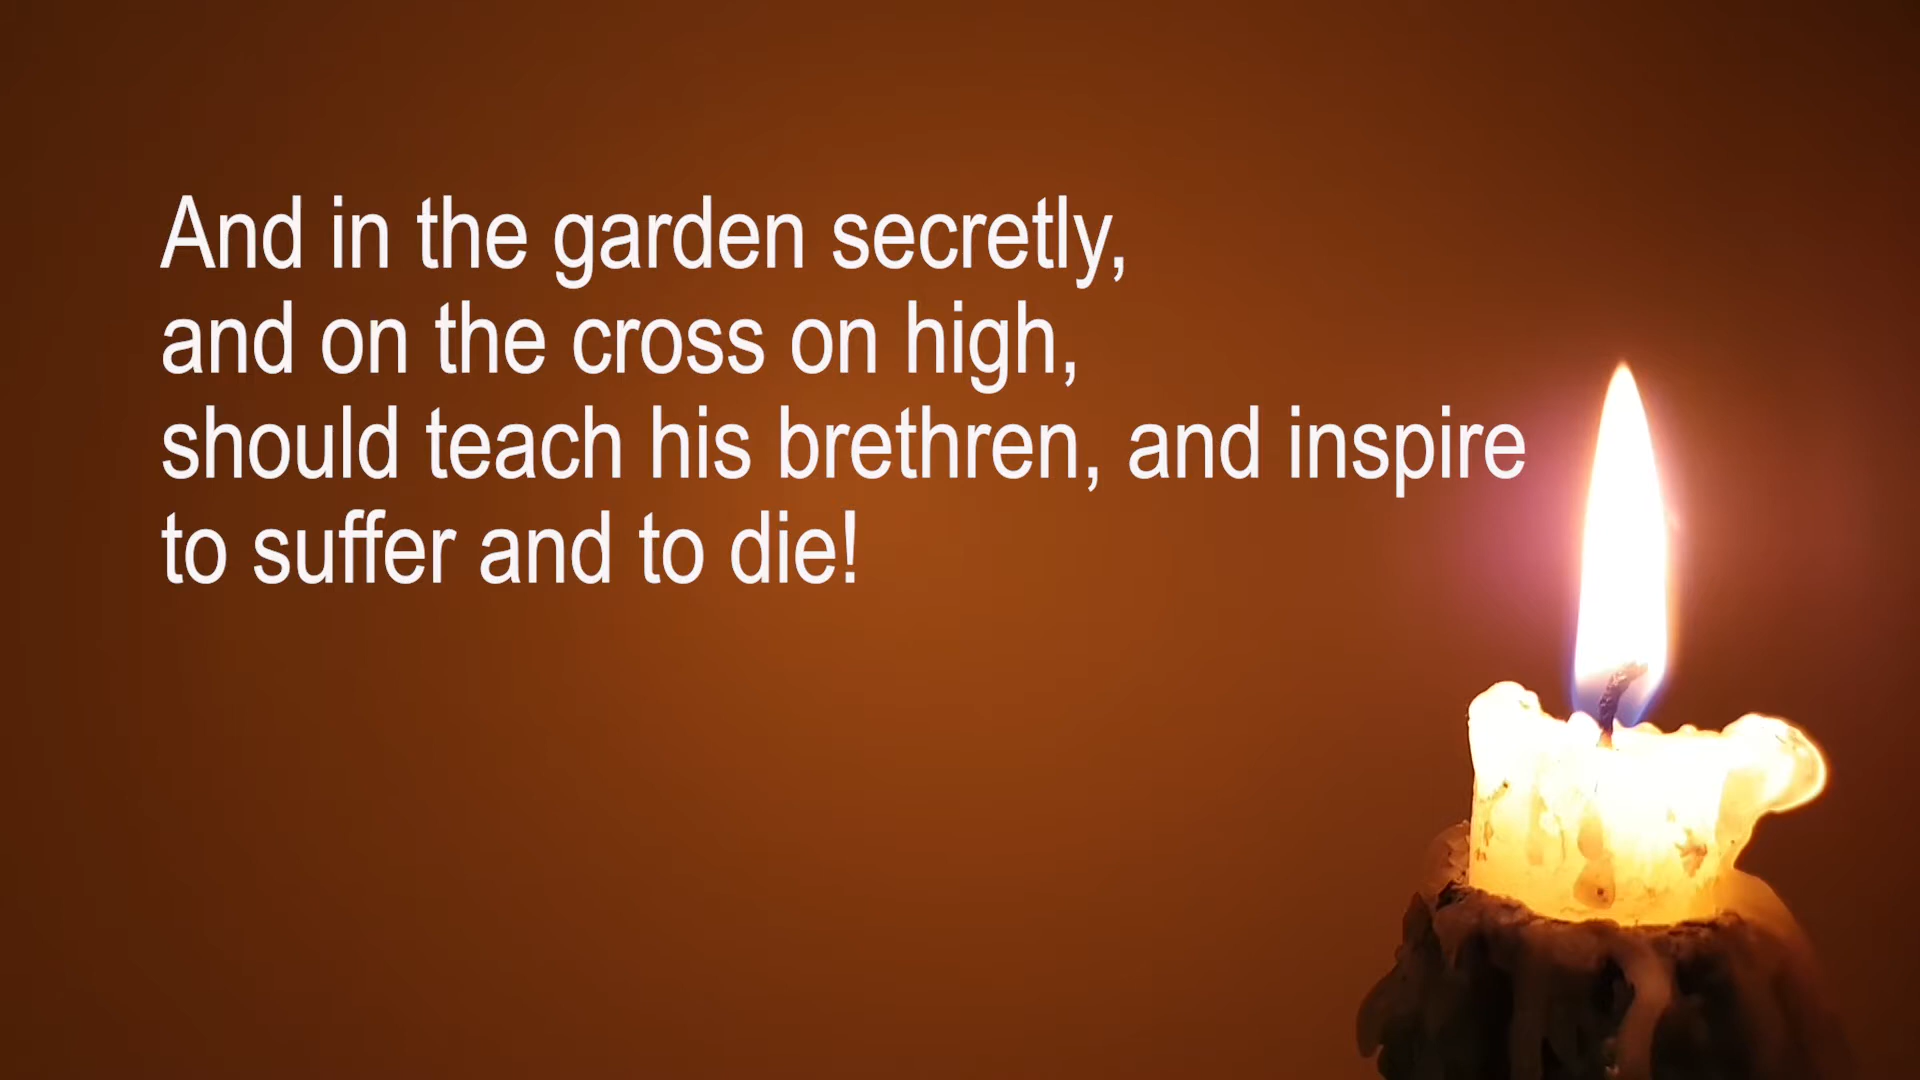 And in the garden secretly,
and on the cross on high,
should teach his brethren, and inspire
to suffer and to die!